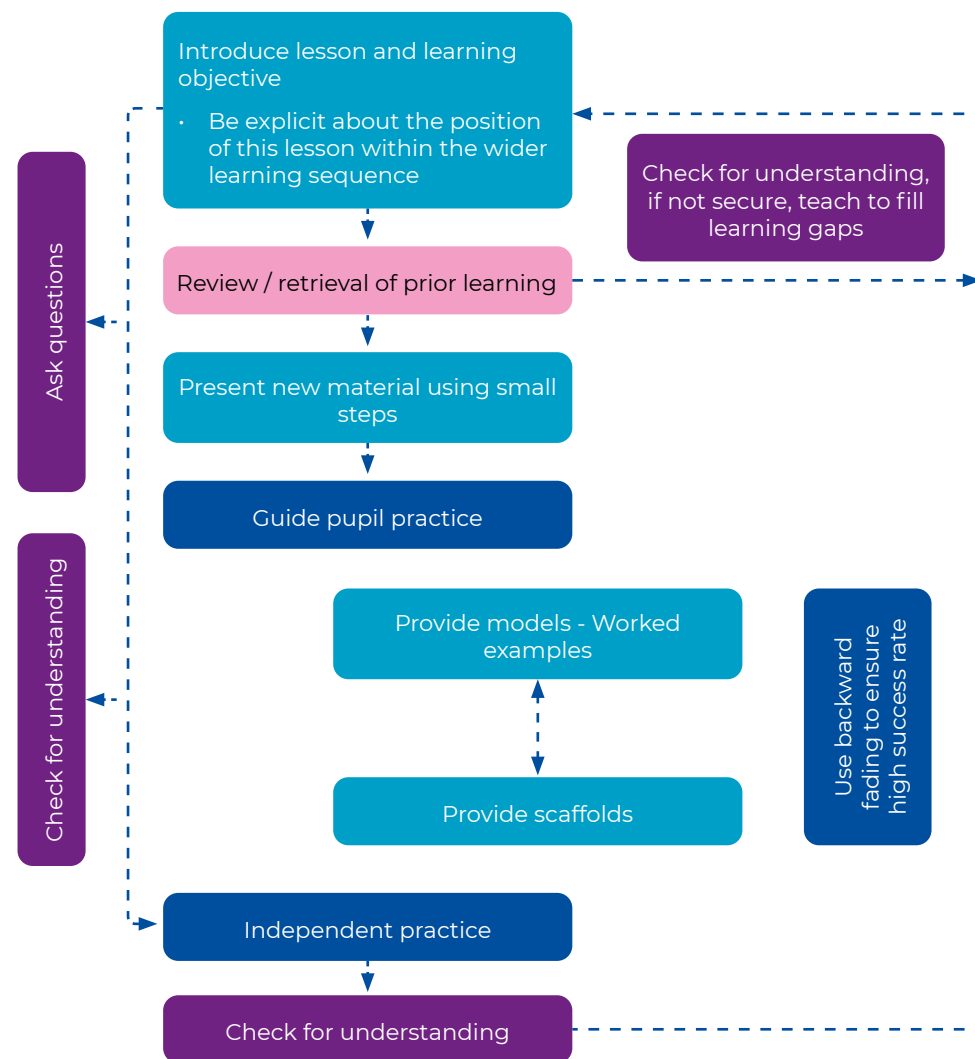 Introduce lesson and learning
objective
• Be explicit about the position
of this lesson within the wider
learning sequence
Check for understanding,
if not secure, teach to fill
learning gaps
Ask questions
Review / retrieval of prior learning
Present new material using small
steps
Guide pupil practice
Check for understanding
Provide models - Worked
examples
Use backward
fading to ensure
high success rate
Provide scaffolds
Independent practice
Check for understanding